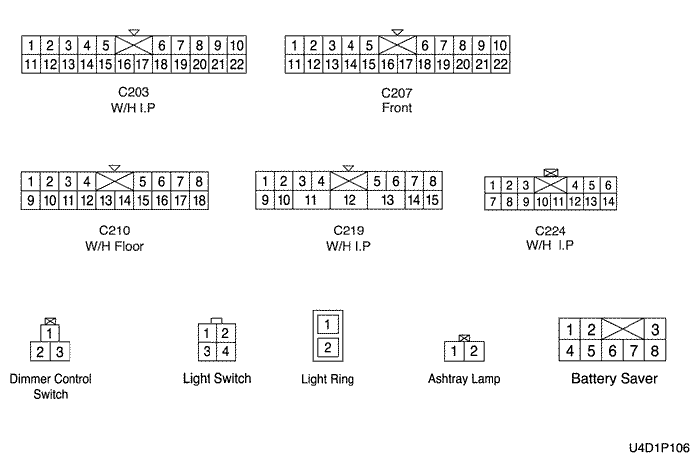 1 2 3 4 5 6 7 8 9 10
11 12 13 14 15 16 17 18 19 20 21 22
C203
W/H I.P
1 2 3 4 5 6 7 8 9 10
11 12 13 14 15 16 17 18 19 20 21 22
C207
Front
1 2 3 4 5 6 7 8
9 10 11 12 13 14 15 16 17 18
C210
W/H Floor
1 2 3 4 5 6 7 8
9 10 11 12 13 14 15
C219
W/H I.P
1 2 3 4 5 6
7 8 9 10 11 12 13 14
C224
W/H I.P
1
2 3
Dimmer Control
Switch
1 2
3 4
Light Switch
1
2
Light Ring
1 2
Ashtray Lamp
1 2 3
4 5 6 7 8
Battery Saver
U4D1P106